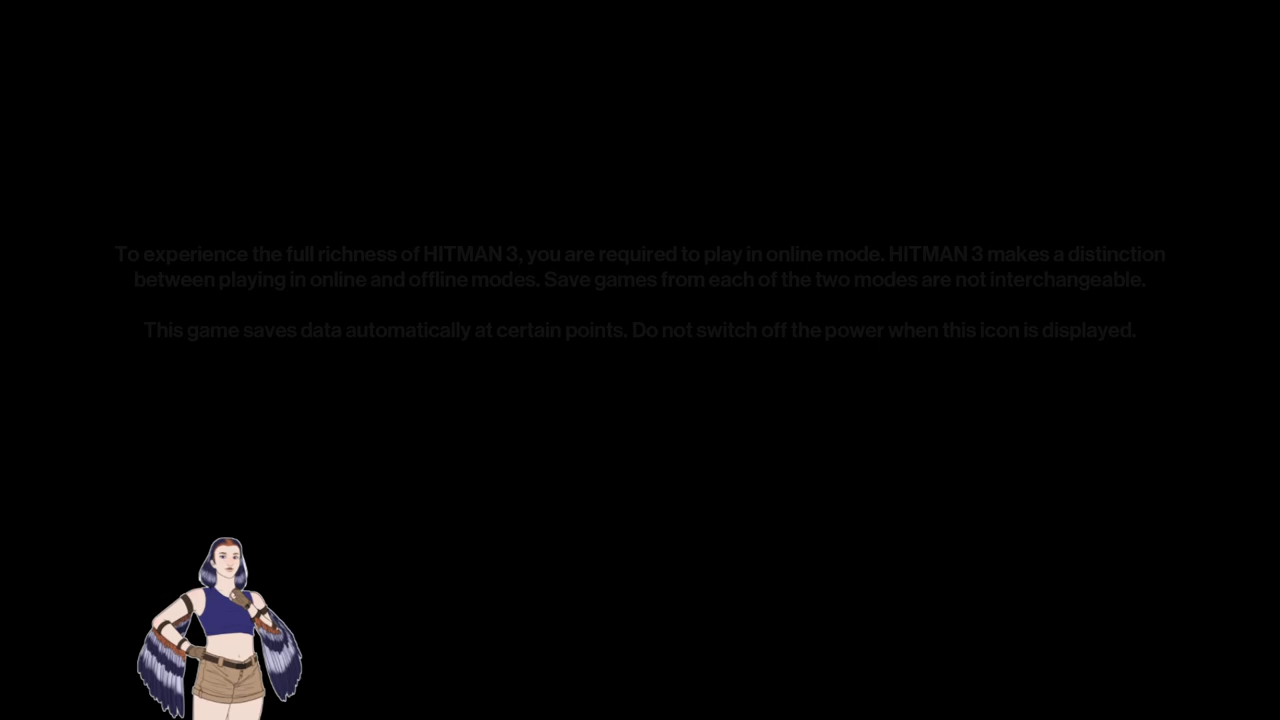 To experience the full richness of HITMAN 3, you are required to play in online mode. HITMAN 3 makes a distinction
between playing in online and offline modes. Save games from each of the two modes are not interchangeable.
This game saves data automatically at certain points. Do not switch off the power when this icon is displayed.